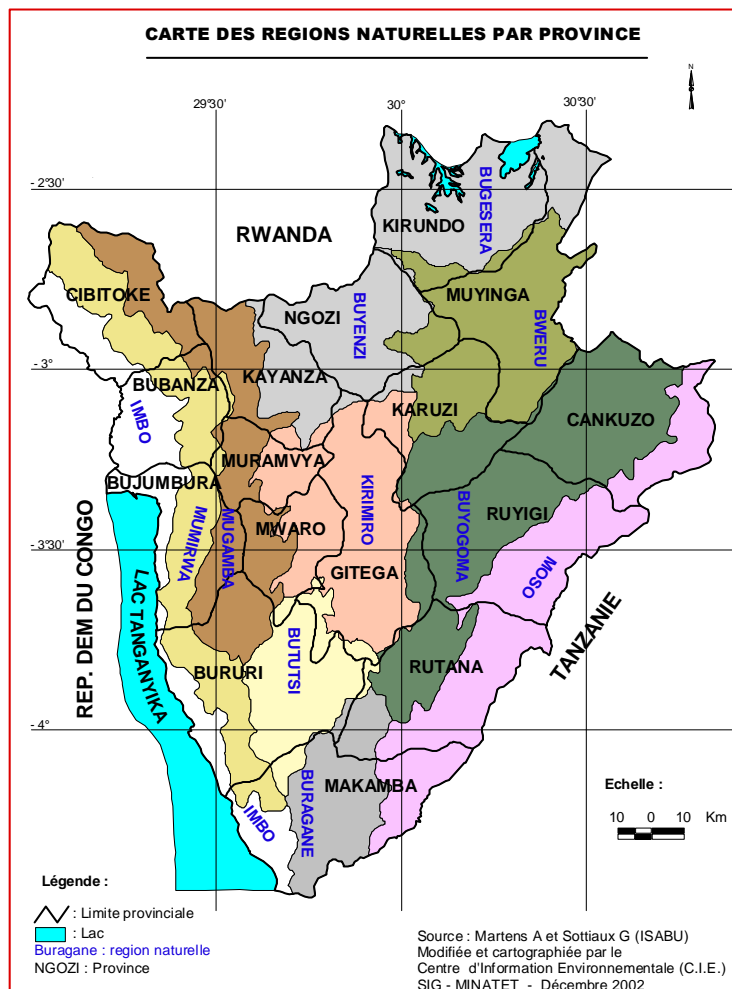 CARTE DES REGIONS NATURELLES PAR PROVINCE
N
29°30'
30°
30°30'
-2°30
BUGESERA
KIRUNDO
RWANDA
CIBITOKE
MUYINGA
NGOZI
BUYENZI
BWERU
-3°
KAYANZA
BUBANZA
IMBO
KARUZI
CANKUZO
MURAMVYA
BUJUMBURA
KIRIMIRO
RUYIGI
BUYOGOMA
MUMIRWA
MUGAMBA
MWARO
-3°30
GITEGA
MOSO
LAC TANGANYIKA
REP. DEM DU CONGO
TANZANIE
BUTUTSI
BURURI
RUTANA
-4°
MAKAMBA
BURAGANE
IMBO
Echelle :
10 0 10 Km
Légende :
: Limite provinciale
: Lac
Buragane : region naturelle
NGOZI : Province
Source : Martens A et Sottiaux G (ISABU)
Modifiée et cartographiée par le
Centre d'Information Environnementale (C.I.E.)
SIG - MINATET - Décembre 2002